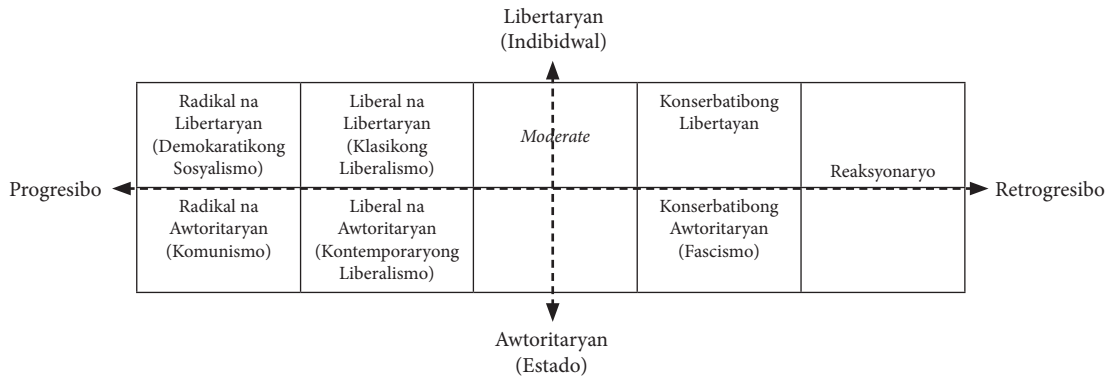 Libertaryan
(Indibidwal)
Radikal na
Libertaryan
(Demokaratikong
Sosyalismo)
Liberal na
Libertaryan
(Klasikong
Liberalismo)
Moderate
Konserbatibong
Libertayan
Progresibo
Reaksyonaryo
Retrogresibo
Radikal na
Awtoritaryan
(Komunismo)
Liberal na
Awtoritaryan
(Kontemporaryong
Liberalismo)
Konserbatibong
Awtoritaryan
(Fascismo)
Awtoritaryan
(Estado)